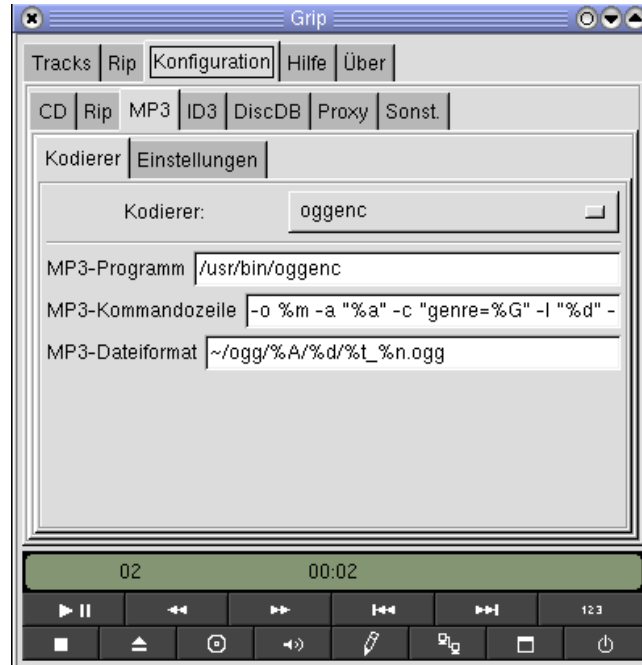 Grip
Tracks Rip Konfiguration Hilfe Über
CD Rip MP3 ID3 DiscDB Proxy Sonst.
Kodierer Einstellungen
Kodierer: oggenc
MP3-Programm /usr/bin/oggenc
MP3-Kommandozeile -o %m -a "%a" -c "genre=%G" -l "%d" -
MP3-Dateiformat ~/ogg/%A/%d/%t_%n.ogg
02 00:02
123